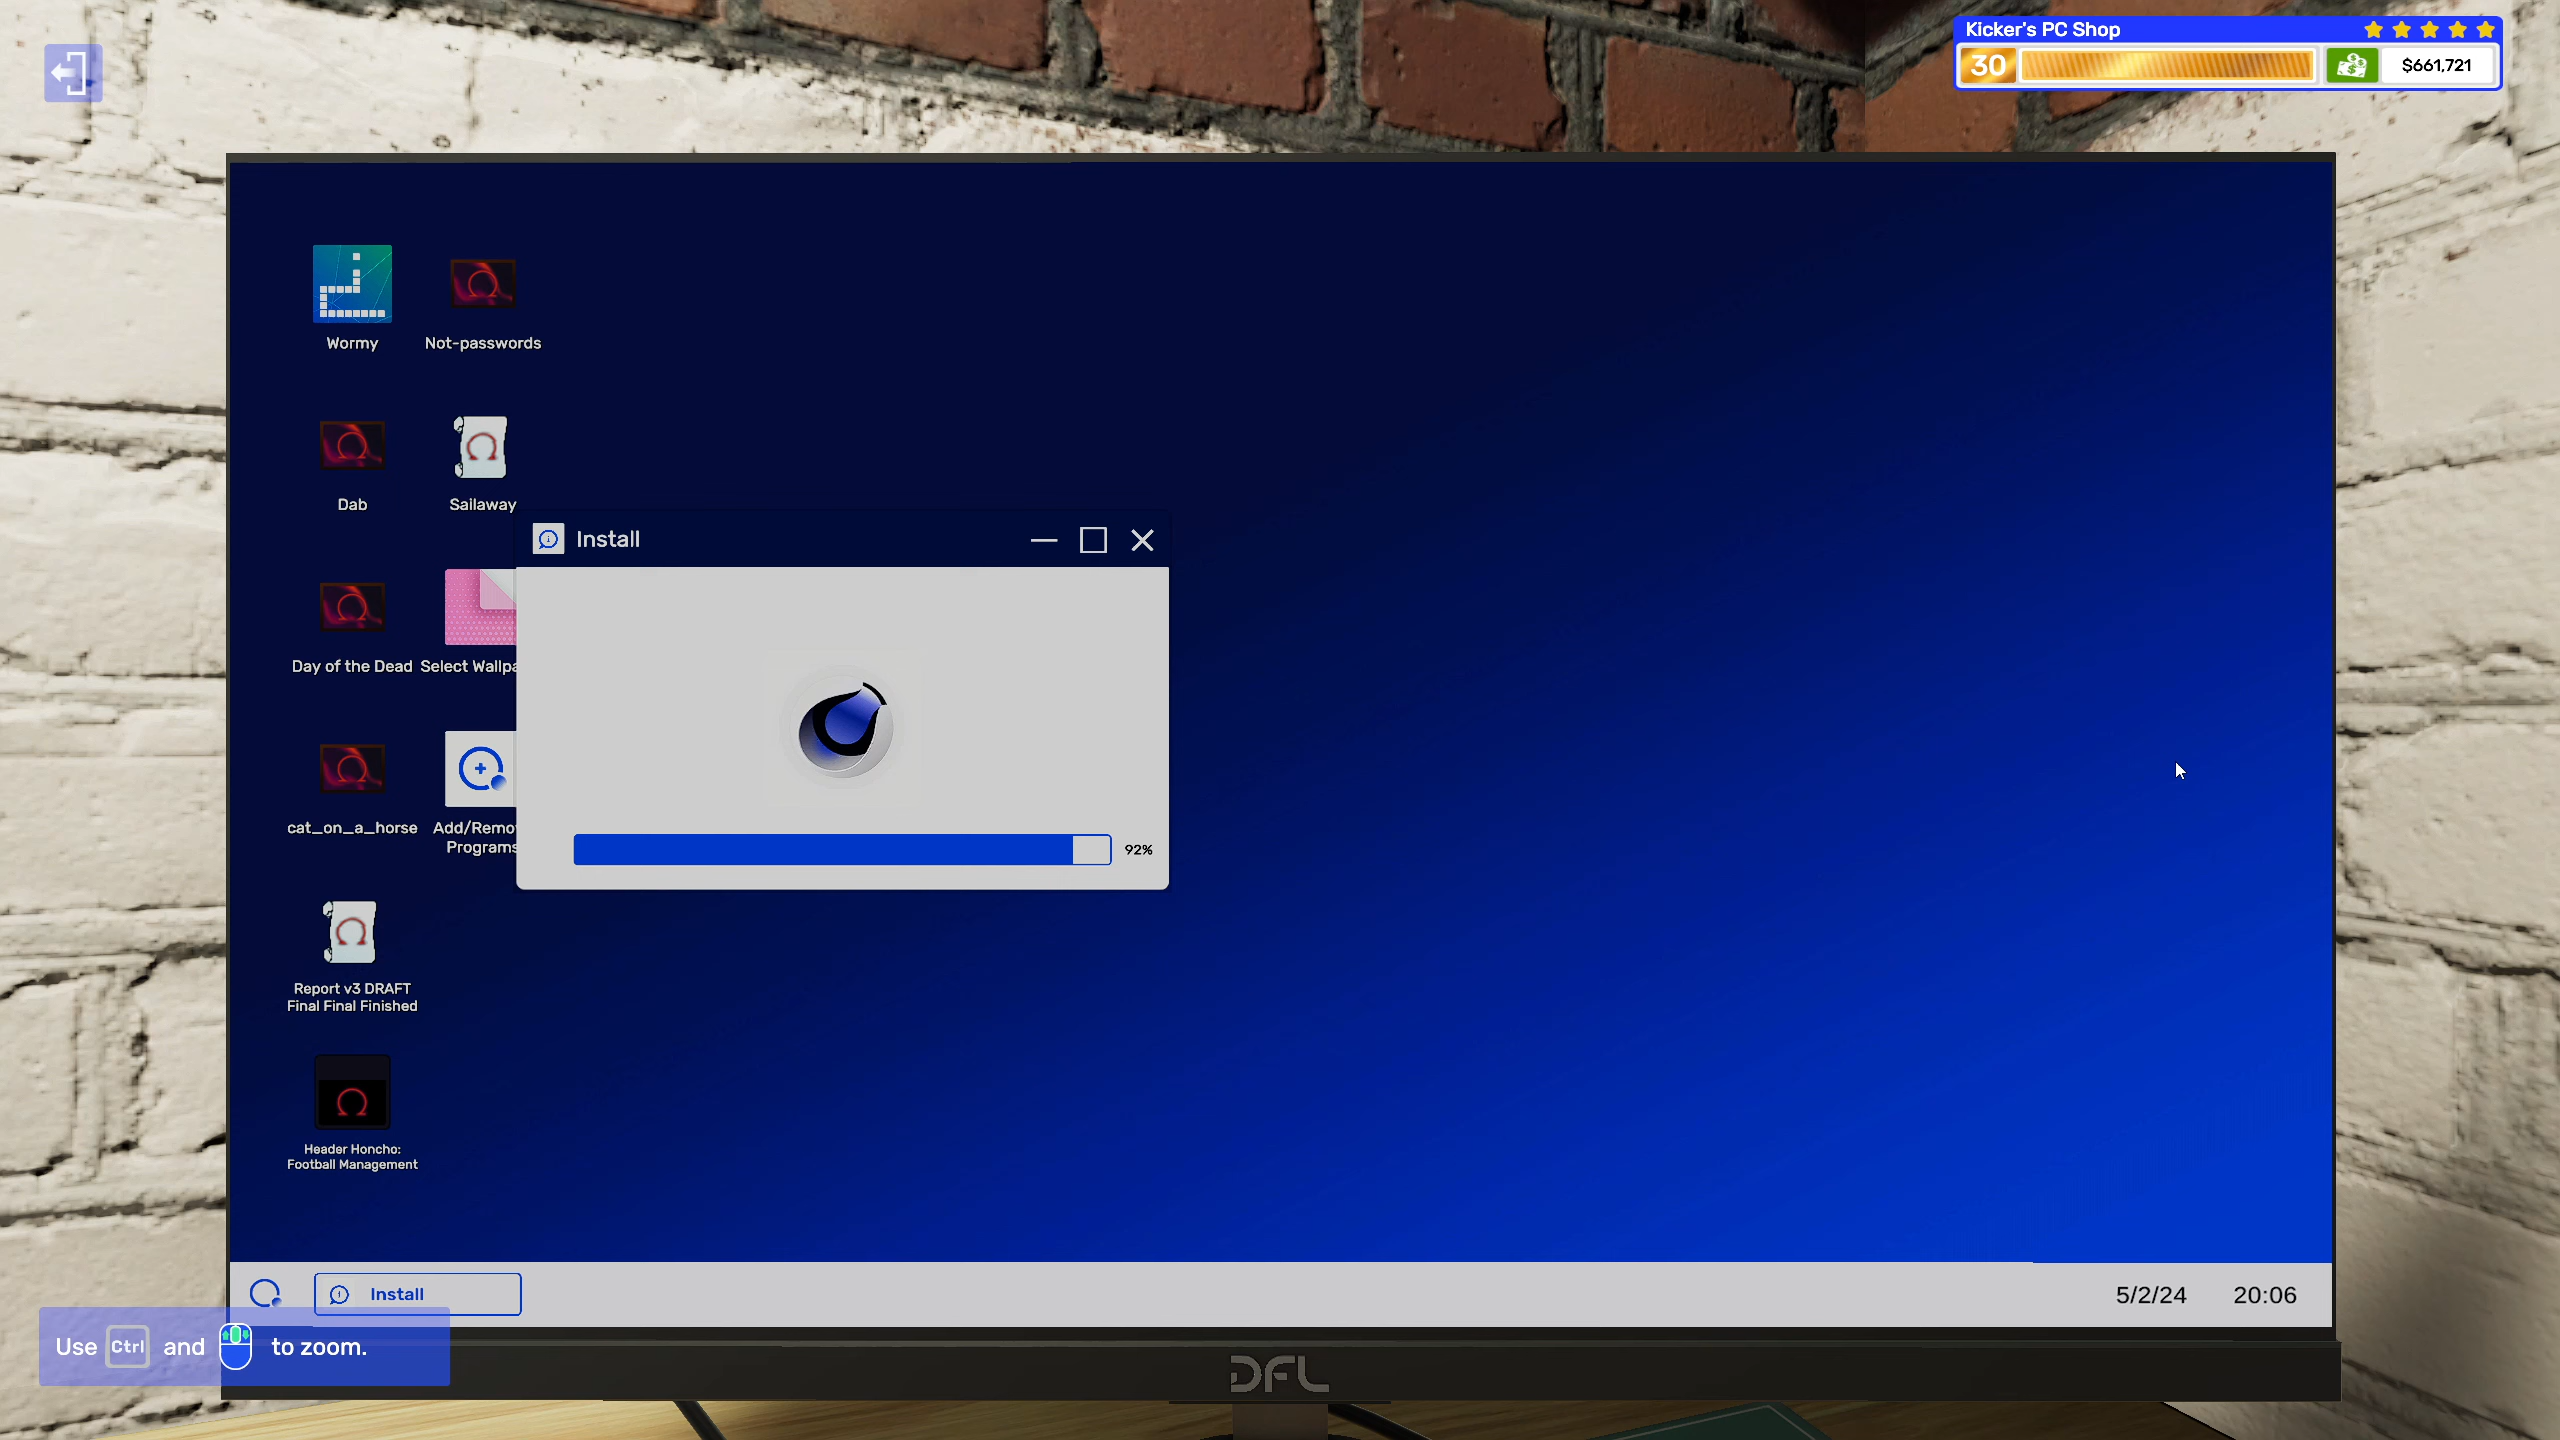 Kicker's PC Shop
30
$661,721
Wormy
Not-passwords
Dab
Sailaway
Install
Day of the Dead
Select Wallpa
92%
cat_on_a_horse
Add/Remo
Programs
Report v3 DRAFT
Final Final Finished
Header Honcho:
Football Management
Install
5/2/24
20:06
Use Ctrl and to zoom.
DFL